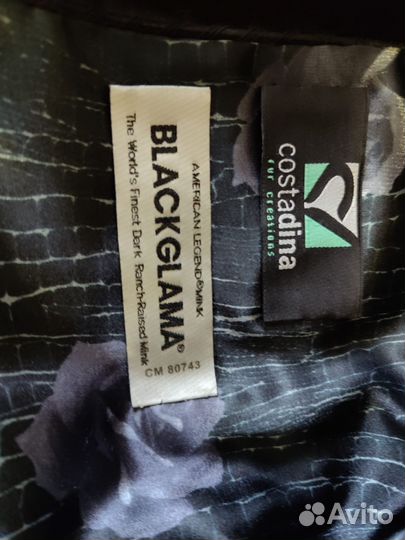 AMERICAN LEGEND®MINK
BLACKGLAMA®
The World's Finest Dark Ranch-Raised Mink
CM 80743
costadina
fur creations
Avito